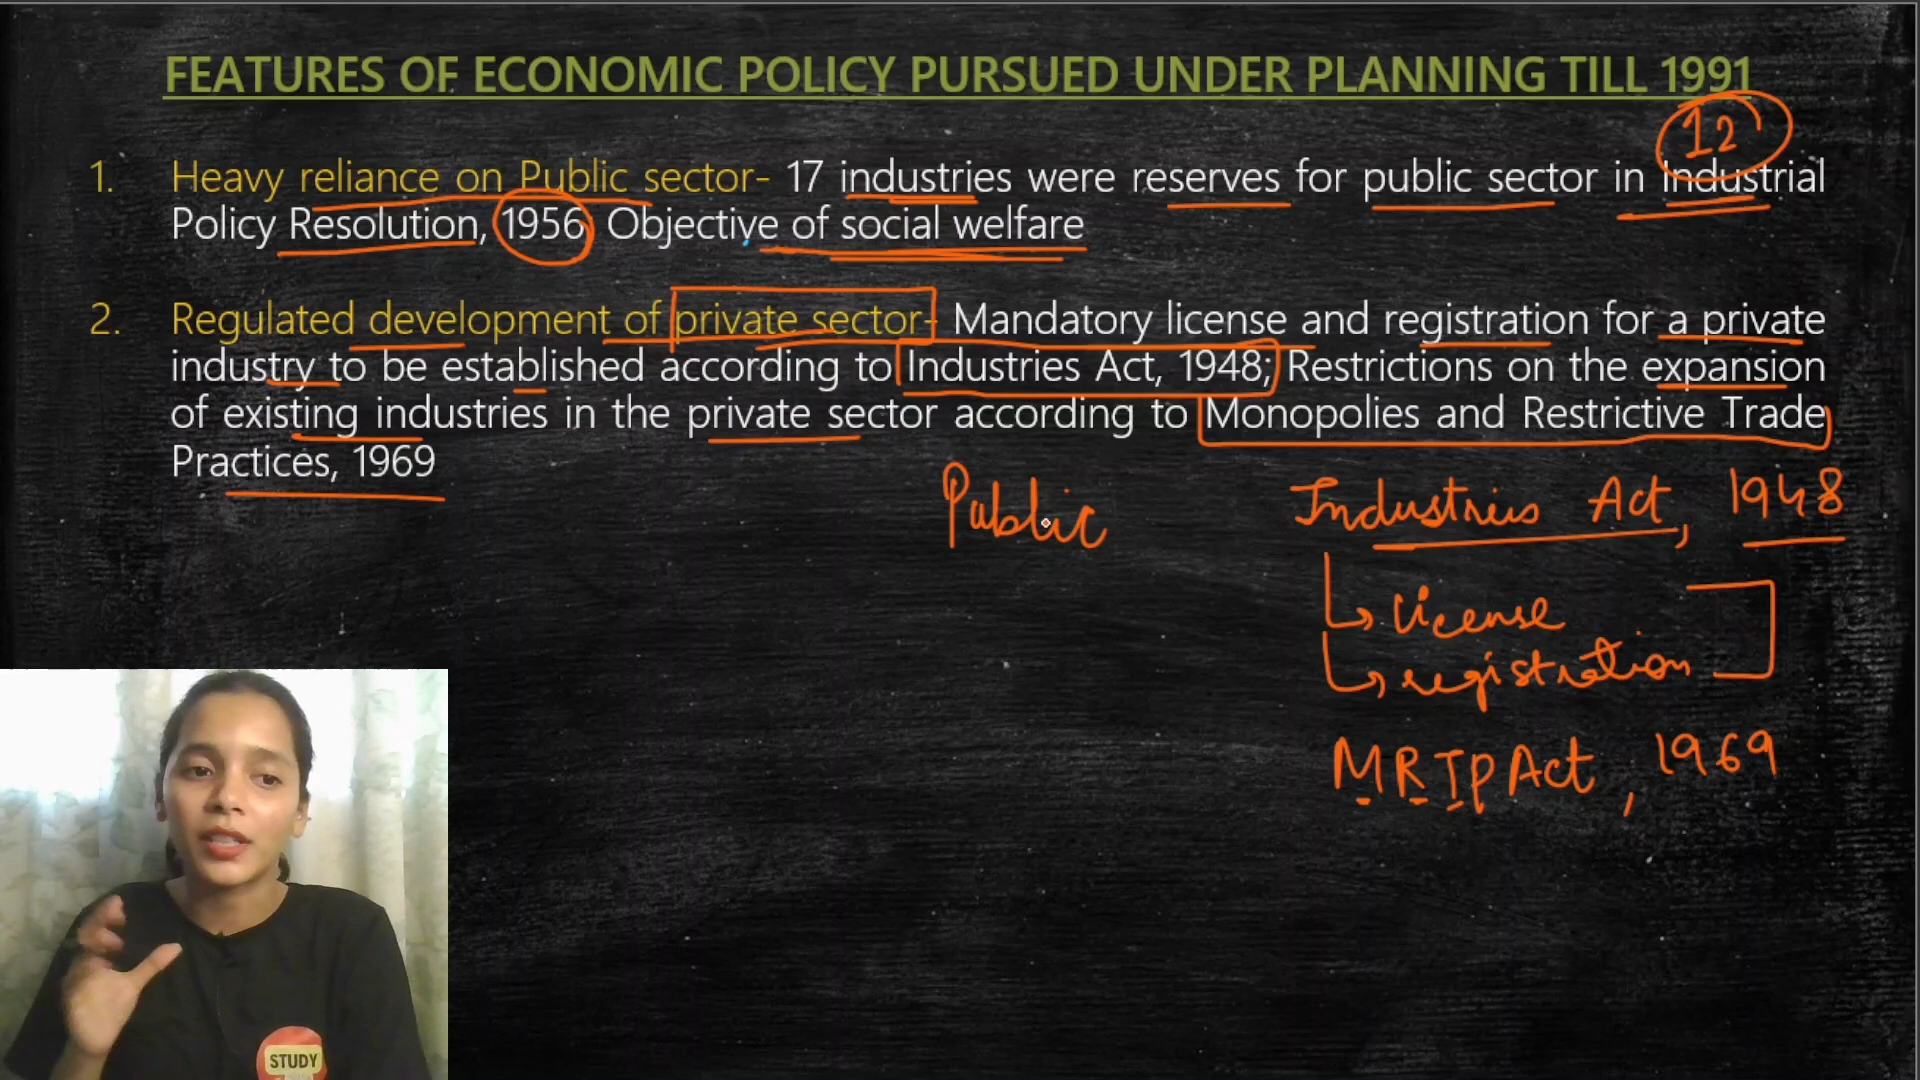 FEATURES OF ECONOMIC POLICY PURSUED UNDER PLANNING TILL 1991
12
1. Heavy reliance on Public sector- 17 industries were reserves for public sector in Industrial
Policy Resolution, 1956; Objective of social welfare
2. Regulated development of private sector- Mandatory license and registration for a private
industry to be established according to Industries Act, 1948; Restrictions on the expansion
of existing industries in the private sector according to Monopolies and Restrictive Trade
Practices, 1969
Public
Industries Act, 1948
License
registration
MRTP Act, 1969
STUDY